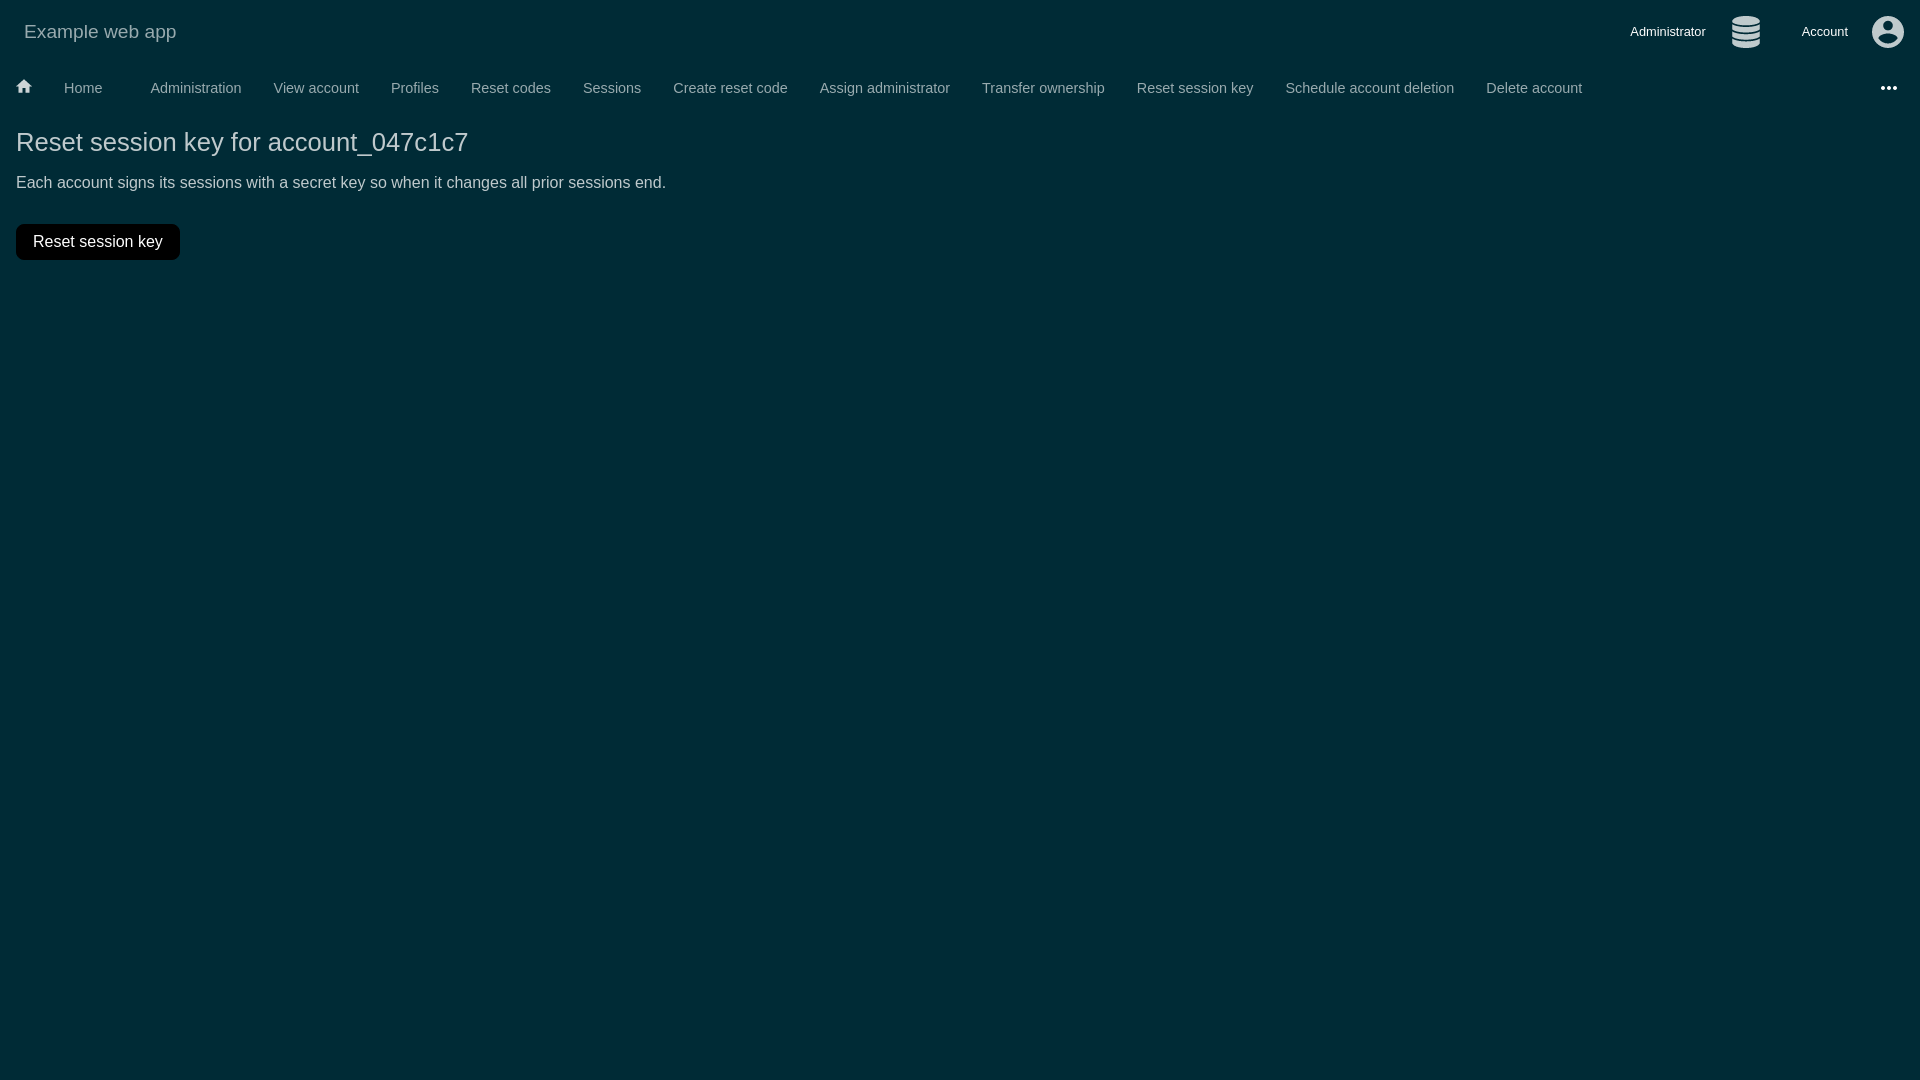 Example web app
Administrator
Account
Home
Administration
View account
Profiles
Reset codes
Sessions
Create reset code
Assign administrator
Transfer ownership
Reset session key
Schedule account deletion
Delete account
Reset session key for account_047c1c7
Each account signs its sessions with a secret key so when it changes all prior sessions end.
Reset session key